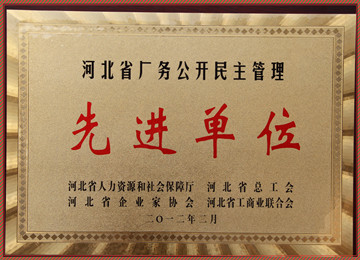 河北省厂务公开民主管理
先进单位
河北省人力资源和社会保障厅 河北省总工会
河北省企业家协会 河北省工商业联合会
二〇一二年三月